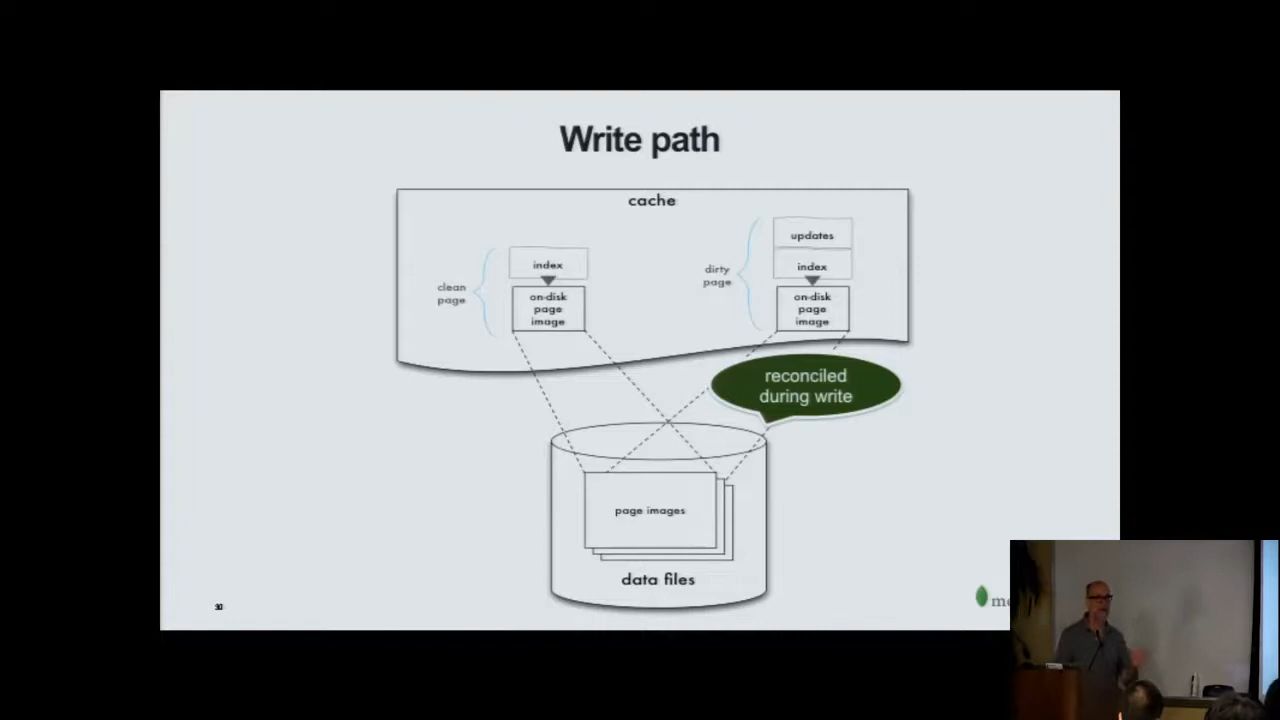 Write path
cache
updates
index
index
clean
page
dirty
page
on-disk
page
image
on-disk
page
image
reconciled
during write
page images
data files
30